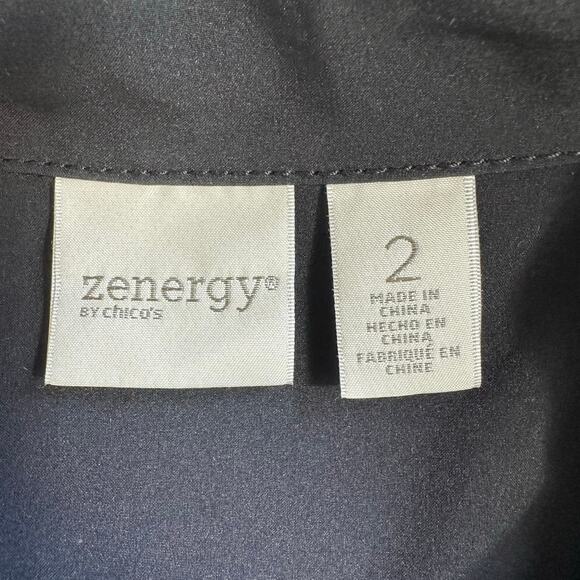 zenergy®
BY chico's
2
MADE IN
CHINA
HECHO EN
CHINA
FABRIQUÉ EN
CHINE